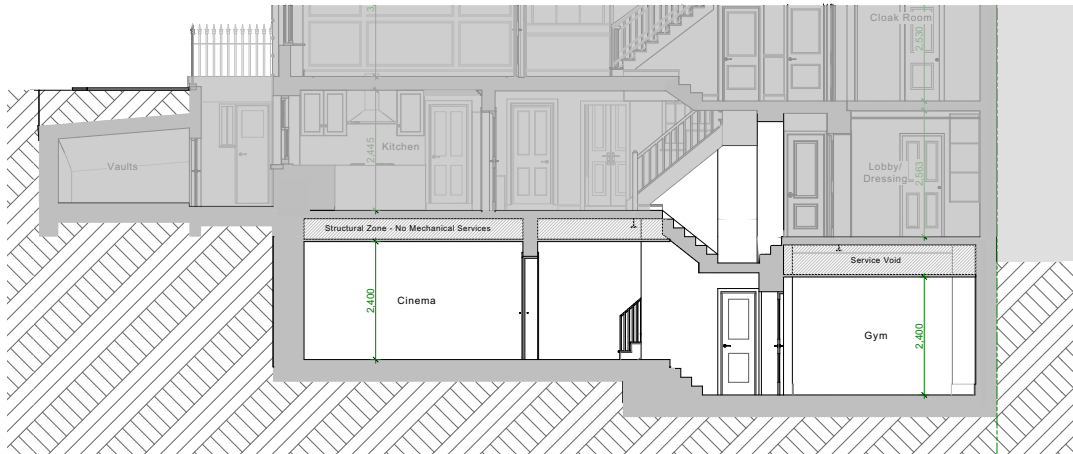 Cloak Room
2,530
Kitchen
2,445
Vaults
Lobby/
Dressing
2,563
Structural Zone - No Mechanical Services
Service Void
Cinema
2,400
Gym
2,400